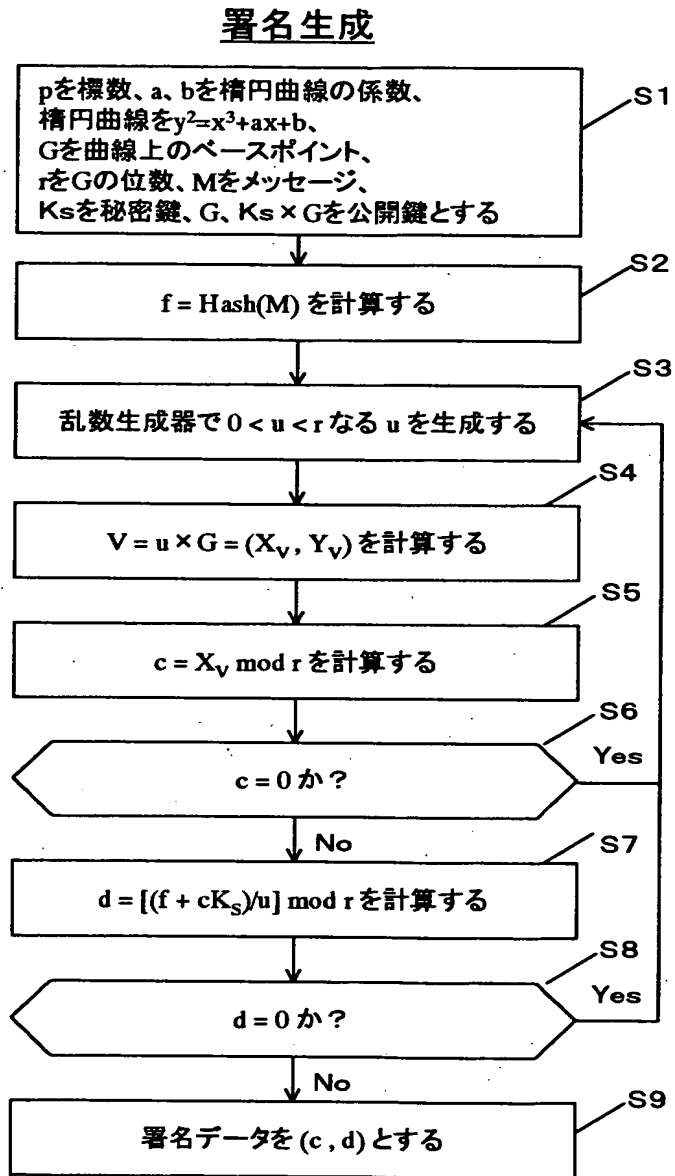 署名生成
S1
pを標数、a、bを楕円曲線の係数、
楕円曲線をy²=x³+ax+b、
Gを曲線上のベースポイント、
rをGの位数、Mをメッセージ、
Ksを秘密鍵、G、Ks×Gを公開鍵とする
S2
f = Hash(M) を計算する
S3
乱数生成器で 0 < u < r なる u を生成する
S4
V = u × G = (X_V , Y_V) を計算する
S5
c = X_V mod r を計算する
S6
c = 0 か?
Yes
No
S7
d = [(f + cK_S)/u] mod r を計算する
S8
d = 0 か?
Yes
No
S9
署名データを (c , d) とする